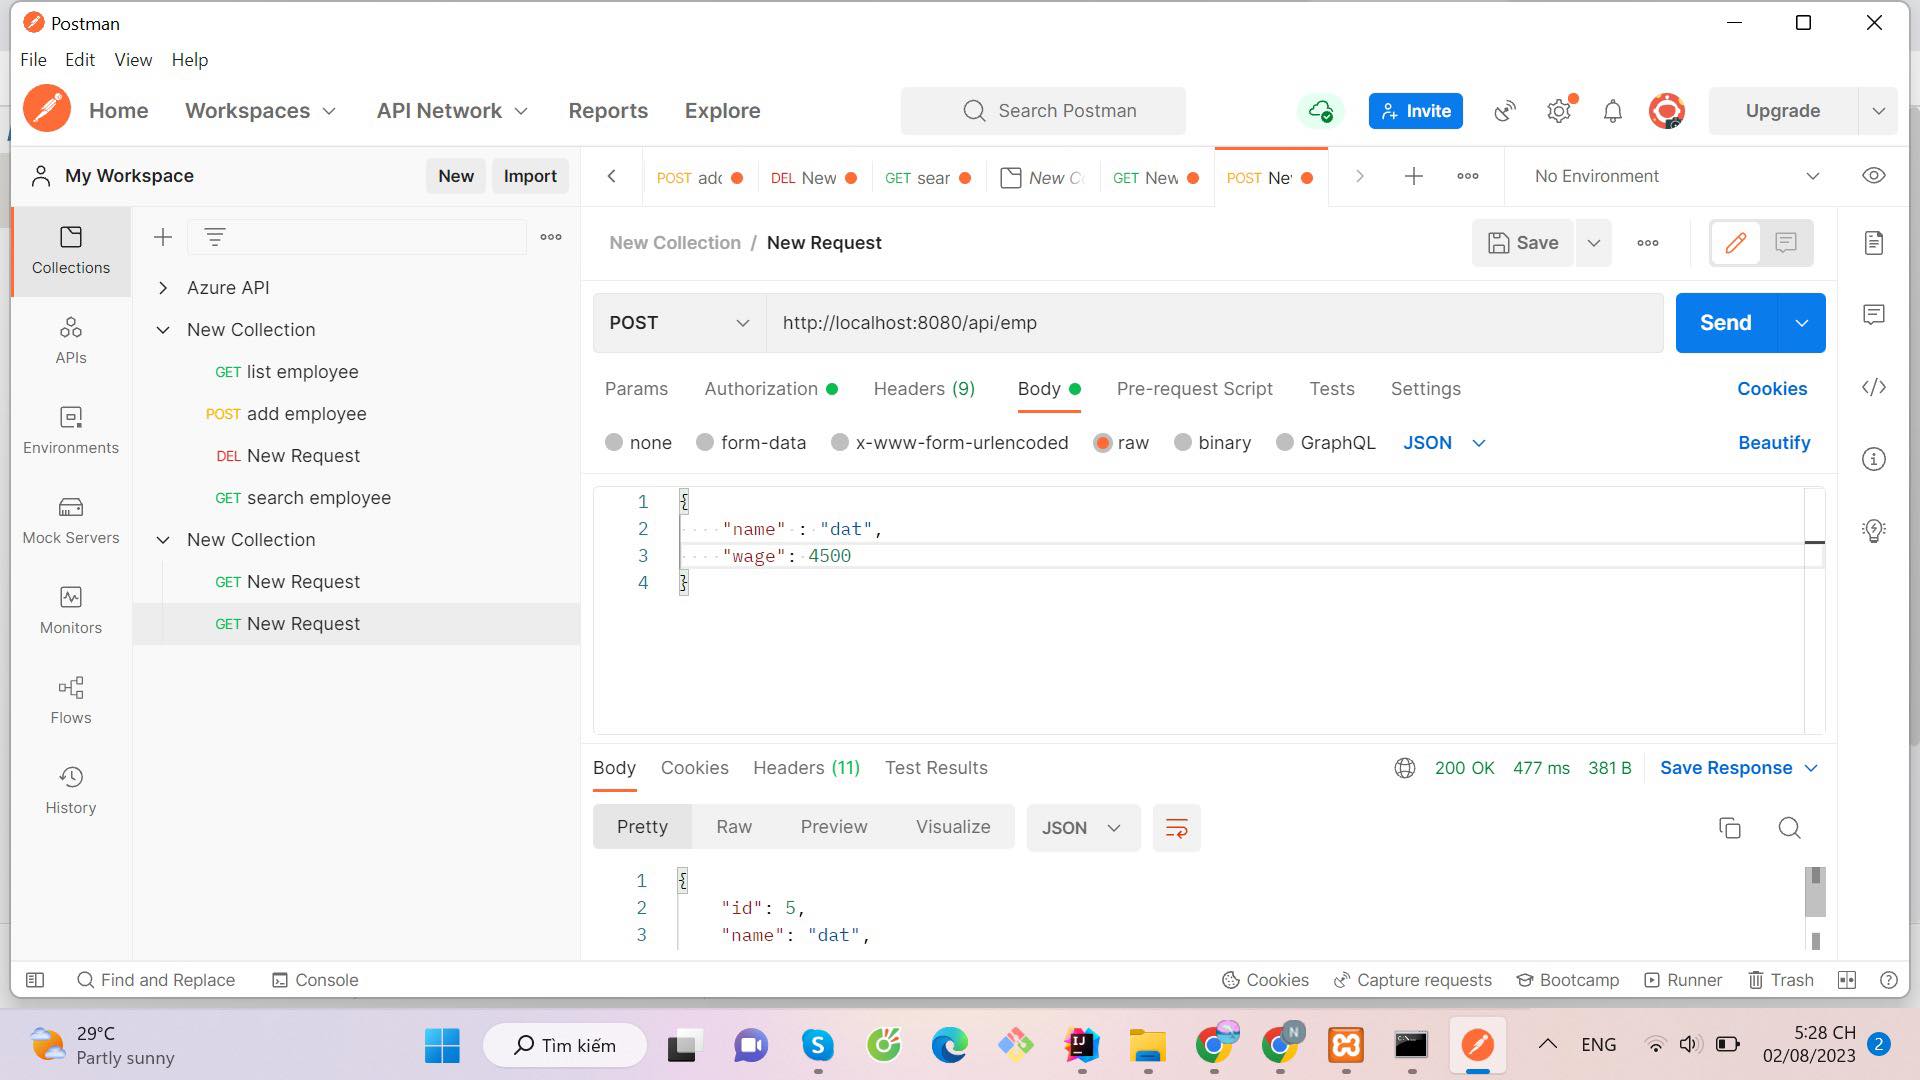 Postman
File Edit View Help
Home Workspaces API Network Reports Explore Search Postman Invite Upgrade
My Workspace New Import POST add DEL New GET sear New C GET New POST Ne No Environment
Collections
APIs
Environments
Mock Servers
Monitors
Flows
History
Azure API
New Collection
GET list employee
POST add employee
DEL New Request
GET search employee
New Collection
GET New Request
GET New Request
New Collection / New Request Save
POST http://localhost:8080/api/emp Send
Params Authorization Headers (9) Body Pre-request Script Tests Settings Cookies
none form-data x-www-form-urlencoded raw binary GraphQL JSON Beautify
1 {
2 "name" : "dat",
3 "wage": 4500
4 }
Body Cookies Headers (11) Test Results 200 OK 477 ms 381 B Save Response
Pretty Raw Preview Visualize JSON
1 {
2 "id": 5,
3 "name": "dat",
Find and Replace Console Cookies Capture requests Bootcamp Runner Trash
29°C
Partly sunny
Tìm kiếm
ENG
5:28 CH
02/08/2023
2